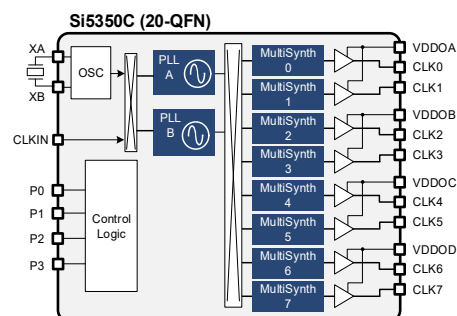 Si5350C (20-QFN)
XA
XB
OSC
CLKIN
PLL
A
PLL
B
P0
P1
P2
P3
Control
Logic
MultiSynth
0
MultiSynth
1
MultiSynth
2
MultiSynth
3
MultiSynth
4
MultiSynth
5
MultiSynth
6
MultiSynth
7
VDDOA
CLK0
CLK1
VDDOB
CLK2
CLK3
VDDOC
CLK4
CLK5
VDDOD
CLK6
CLK7